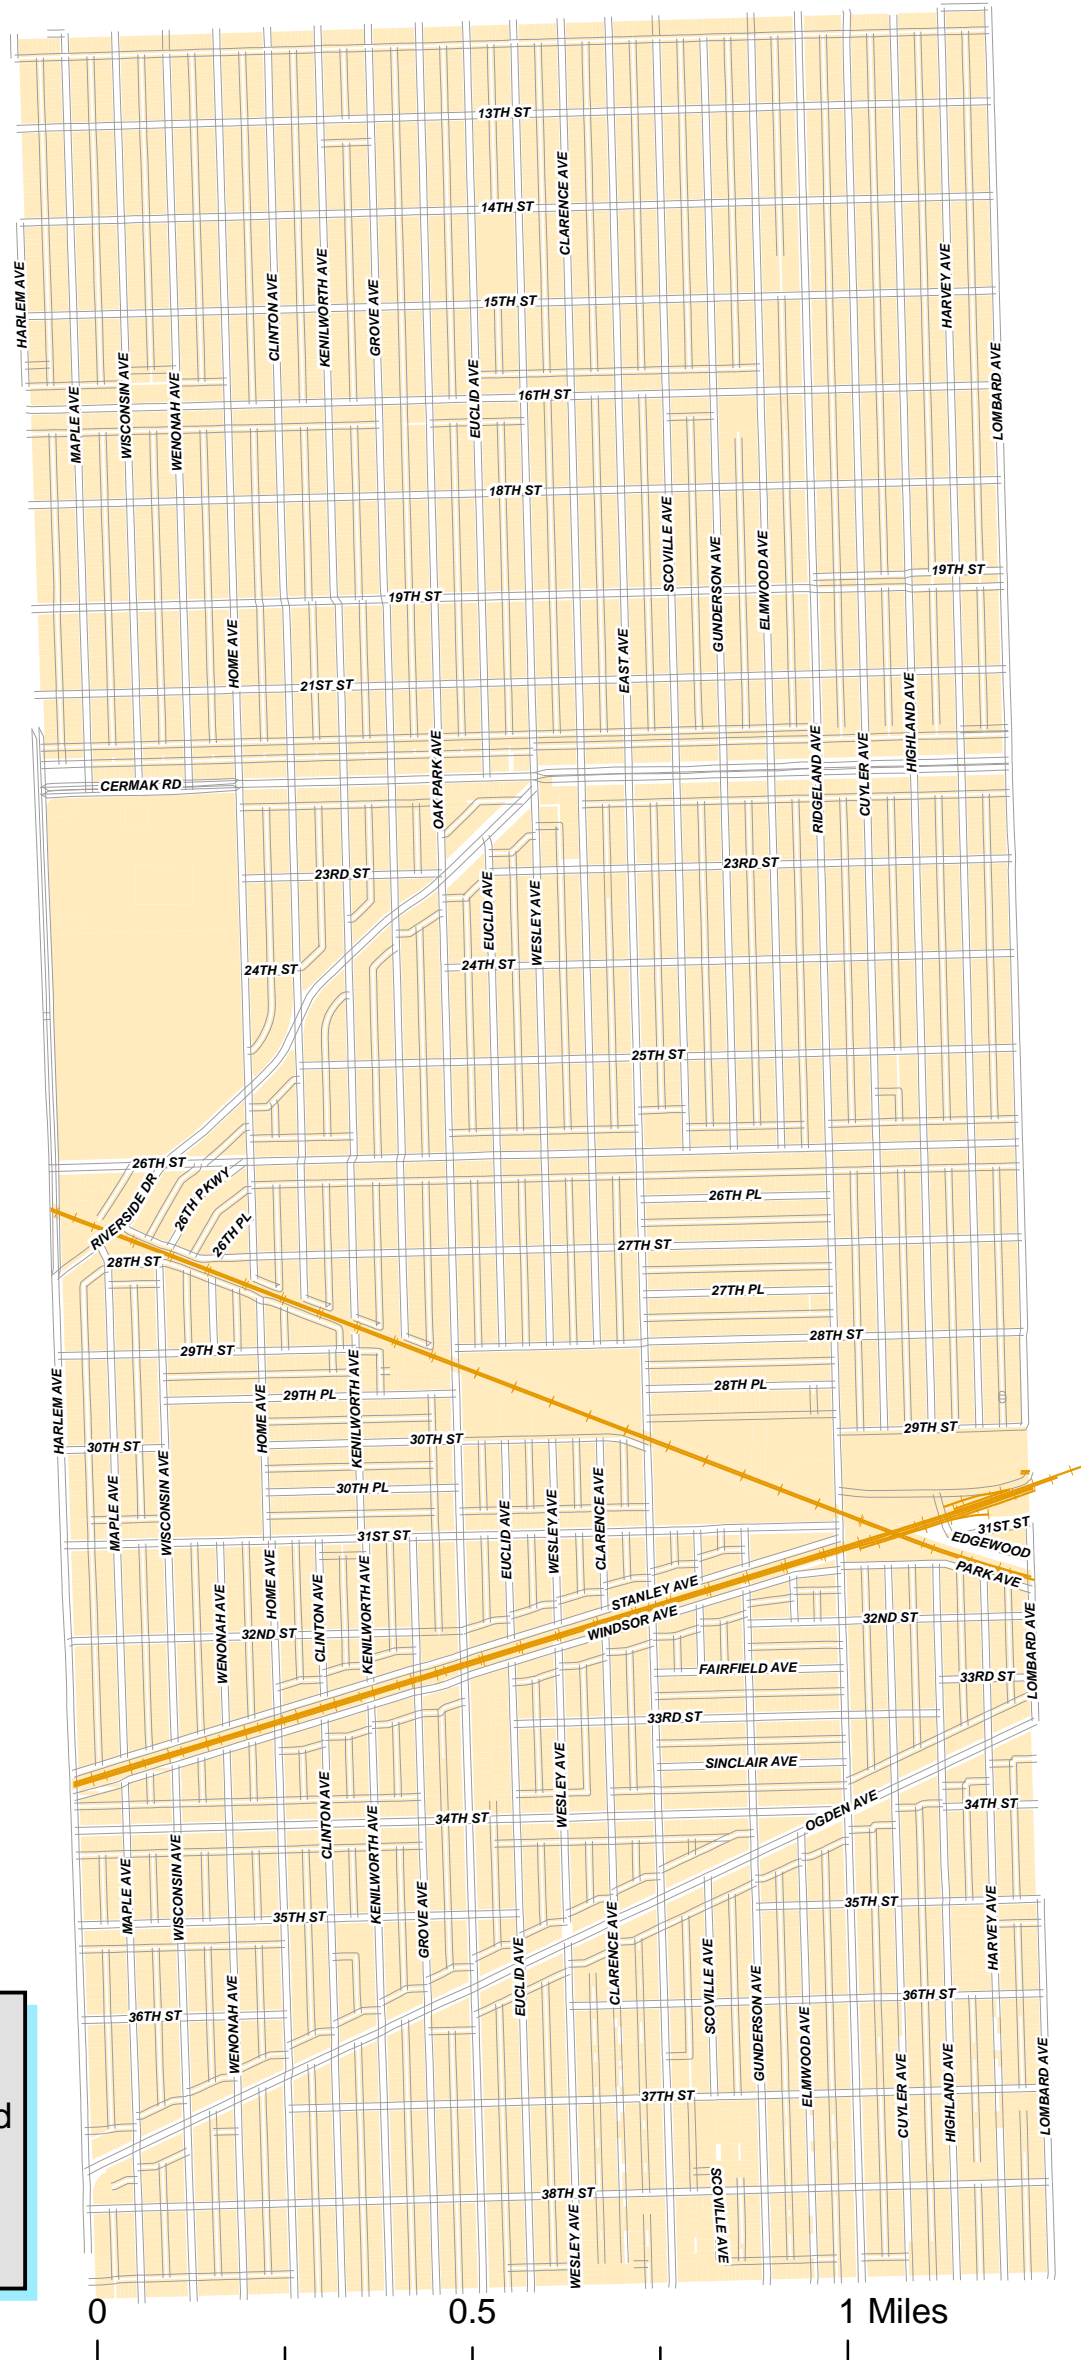 13TH ST
CLARENCE AVE
14TH ST
HARLEM AVE
CLINTON AVE
KENILWORTH AVE
GROVE AVE
15TH ST
HARVEY AVE
MAPLE AVE
WISCONSIN AVE
WENONAH AVE
EUCLID AVE
16TH ST
LOMBARD AVE
18TH ST
SCOVILLE AVE
GUNDERSON AVE
ELMWOOD AVE
19TH ST
19TH ST
HOME AVE
EAST AVE
21ST ST
HIGHLAND AVE
OAK PARK AVE
RIDGELAND AVE
CUYLER AVE
CERMAK RD
23RD ST
23RD ST
EUCLID AVE
WESLEY AVE
24TH ST
24TH ST
25TH ST
26TH ST
RIVERSIDE DR
26TH PKWY
26TH PL
26TH PL
27TH ST
28TH ST
27TH PL
28TH ST
29TH ST
HARLEM AVE
HOME AVE
KENILWORTH AVE
29TH PL
28TH PL
29TH ST
30TH ST
30TH ST
MAPLE AVE
WISCONSIN AVE
30TH PL
EUCLID AVE
WESLEY AVE
CLARENCE AVE
31ST ST
31ST ST
EDGEWOOD
PARK AVE
WENONAH AVE
HOME AVE
CLINTON AVE
KENILWORTH AVE
STANLEY AVE
WINDSOR AVE
32ND ST
32ND ST
LOMBARD AVE
FAIRFIELD AVE
33RD ST
33RD ST
WESLEY AVE
SINCLAIR AVE
CLINTON AVE
KENILWORTH AVE
34TH ST
OGDEN AVE
34TH ST
MAPLE AVE
WISCONSIN AVE
GROVE AVE
35TH ST
35TH ST
EUCLID AVE
CLARENCE AVE
SCOVILLE AVE
HARVEY AVE
36TH ST
WENONAH AVE
GUNDERSON AVE
ELMWOOD AVE
36TH ST
CUYLER AVE
HIGHLAND AVE
LOMBARD AVE
d
37TH ST
38TH ST
WESLEY AVE
SCOVILLE AVE
0 0.5 1 Miles